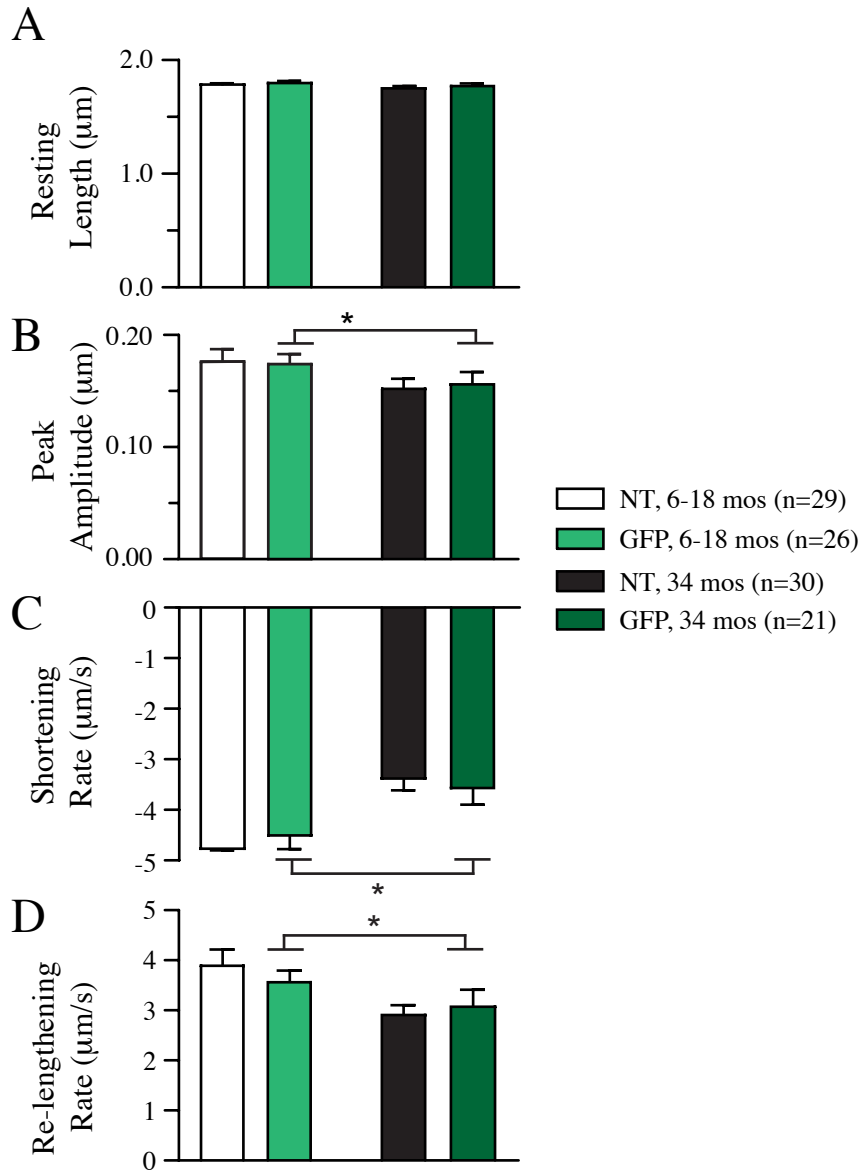 A
Resting
Length (μm)
2.0
1.0
0.0
B
Peak
Amplitude (μm)
0.20
0.10
0.00
*
C
Shortening
Rate (μm/s)
0
-1
-2
-3
-4
-5
*
D
Re-lengthening
Rate (μm/s)
5
4
3
2
1
0
*
NT, 6-18 mos (n=29)
GFP, 6-18 mos (n=26)
NT, 34 mos (n=30)
GFP, 34 mos (n=21)